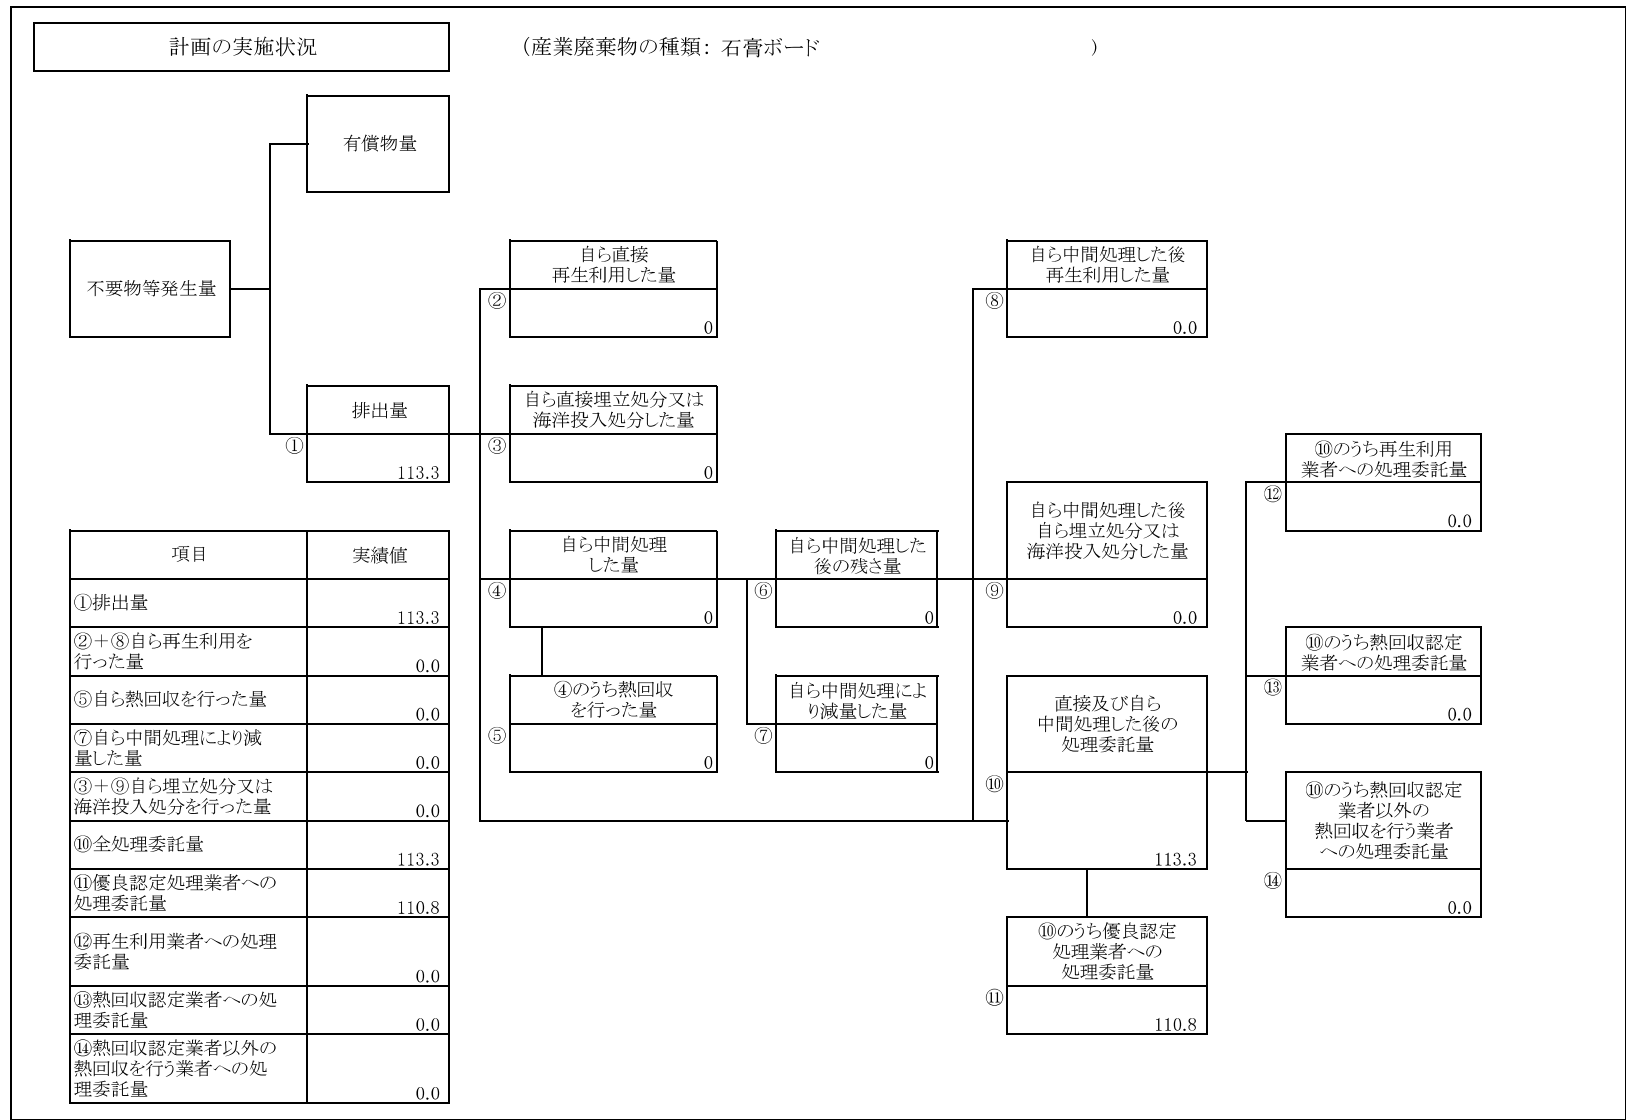 計画の実施状況
(産業廃棄物の種類: 石膏ボード )
有償物量
不要物等発生量
自ら直接
再生利用した量
②
0
自ら中間処理した後
再生利用した量
⑧
0.0
排出量
①
113.3
自ら直接埋立処分又は
海洋投入処分した量
③
0
⑩のうち再生利用
業者への処理委託量
⑫
0.0
自ら中間処理
した量
④
0
自ら中間処理した
後の残さ量
⑥
0
自ら中間処理した後
自ら埋立処分又は
海洋投入処分した量
⑨
0.0
⑩のうち熱回収認定
業者への処理委託量
⑬
0.0
④のうち熱回収
を行った量
⑤
0
自ら中間処理によ
り減量した量
⑦
0
直接及び自ら
中間処理した後の
処理委託量
⑩
113.3
⑩のうち熱回収認定
業者以外の
熱回収を行う業者
への処理委託量
⑭
0.0
⑩のうち優良認定
処理業者への
処理委託量
⑪
110.8
項目 実績値
①排出量
113.3
②+⑧自ら再生利用を
行った量
0.0
⑤自ら熱回収を行った量
0.0
⑦自ら中間処理により減
量した量
0.0
③+⑨自ら埋立処分又は
海洋投入処分を行った量
0.0
⑩全処理委託量
113.3
⑪優良認定処理業者への
処理委託量
110.8
⑫再生利用業者への処理
委託量
0.0
⑬熱回収認定業者への処
理委託量
0.0
⑭熱回収認定業者以外の
熱回収を行う業者への処
理委託量
0.0